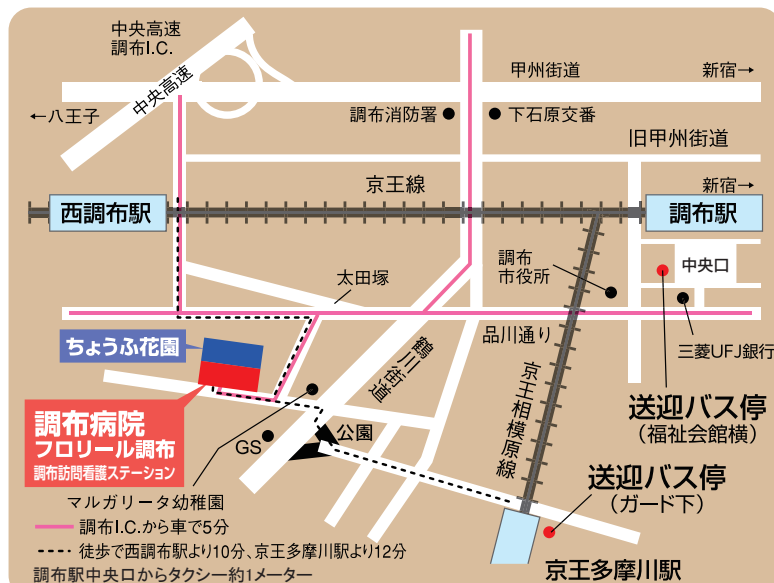 中央高速
調布I.C.
中央高速
甲州街道
新宿→
←八王子
調布消防署
下石原交番
旧甲州街道
京王線
新宿→
西調布駅
調布駅
中央口
調布
市役所
太田塚
品川通り
三菱UFJ銀行
ちょうふ花園
鶴川街道
京王相模原線
送迎バス停
(福祉会館横)
調布病院
フロリール調布
調布訪問看護ステーション
公園
GS
送迎バス停
(ガード下)
マルガリータ幼稚園
調布I.C.から車で5分
徒歩で西調布駅より10分、京王多摩川駅より12分
京王多摩川駅
調布駅中央口からタクシー約1メーター